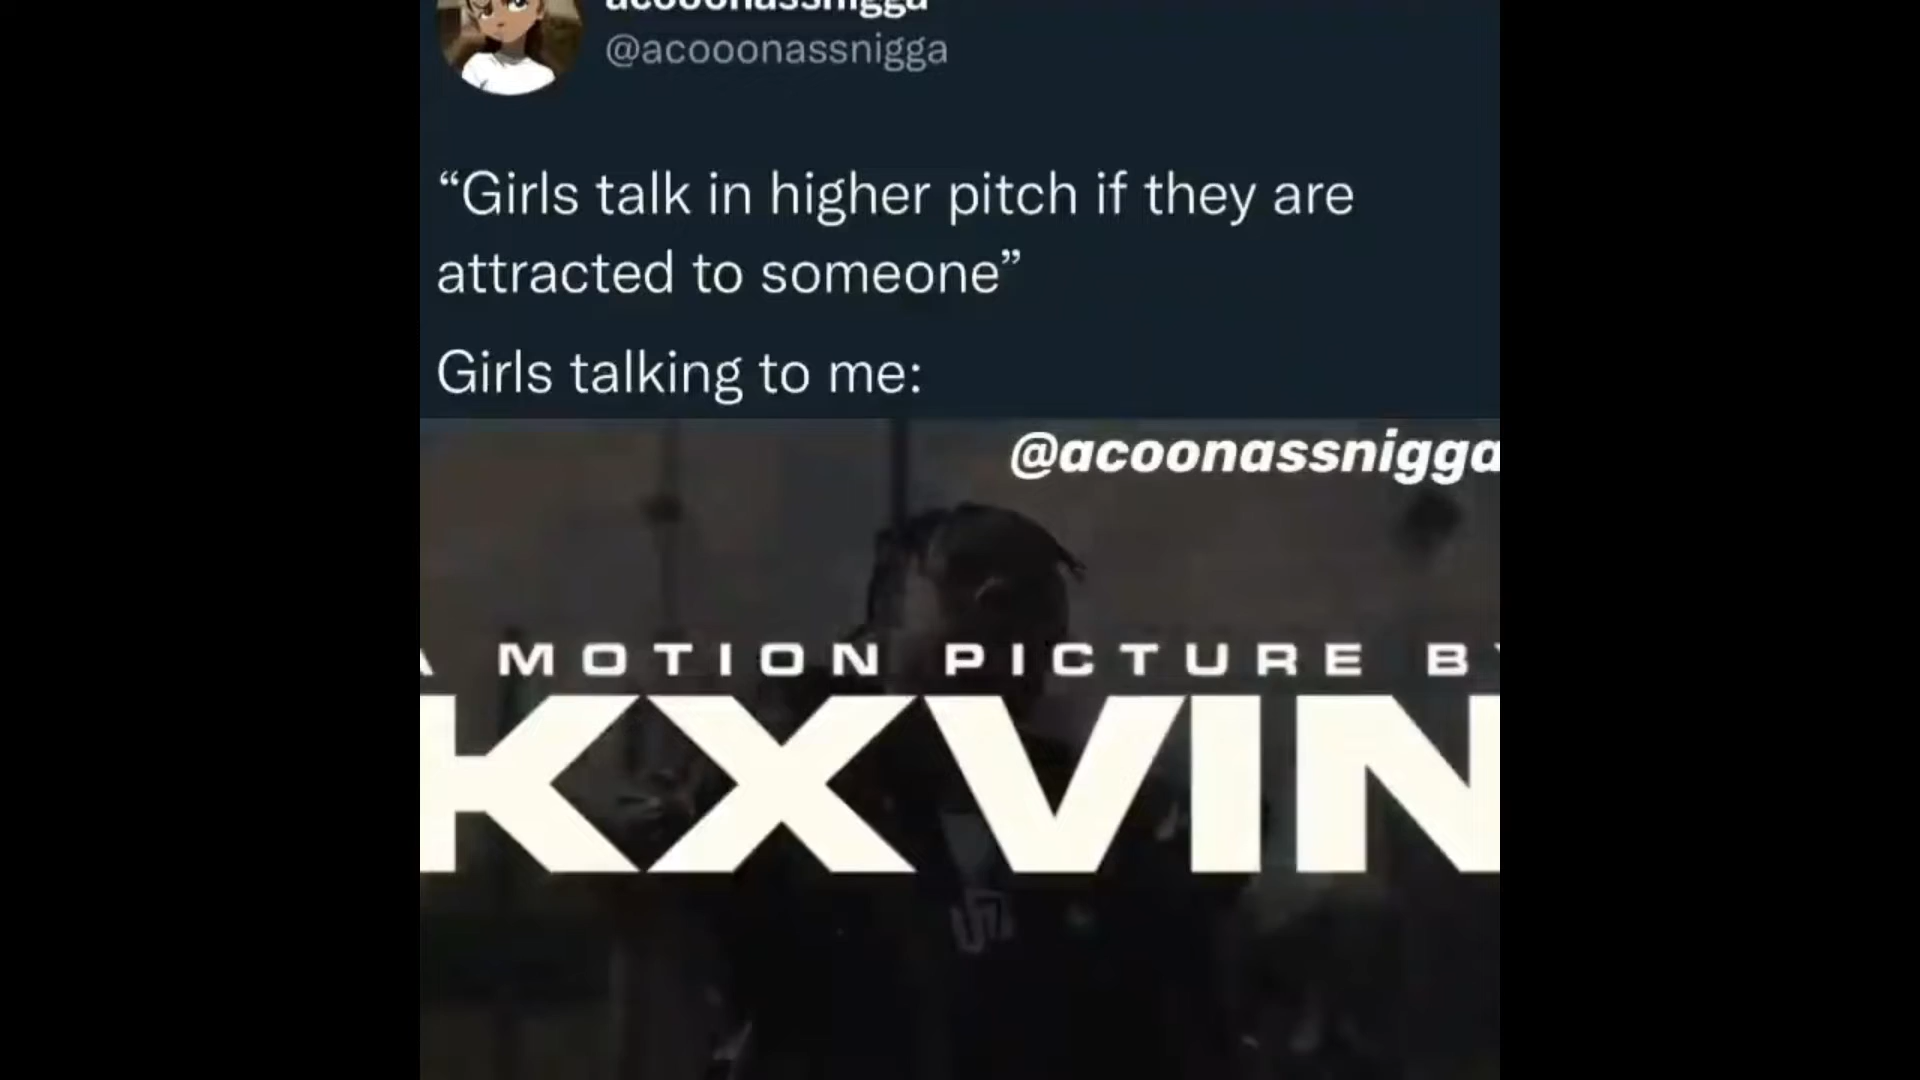 @acooonassnigga
“Girls talk in higher pitch if they are
attracted to someone”
Girls talking to me:
@acoonassnigga
A MOTION PICTURE BY
KXVIN